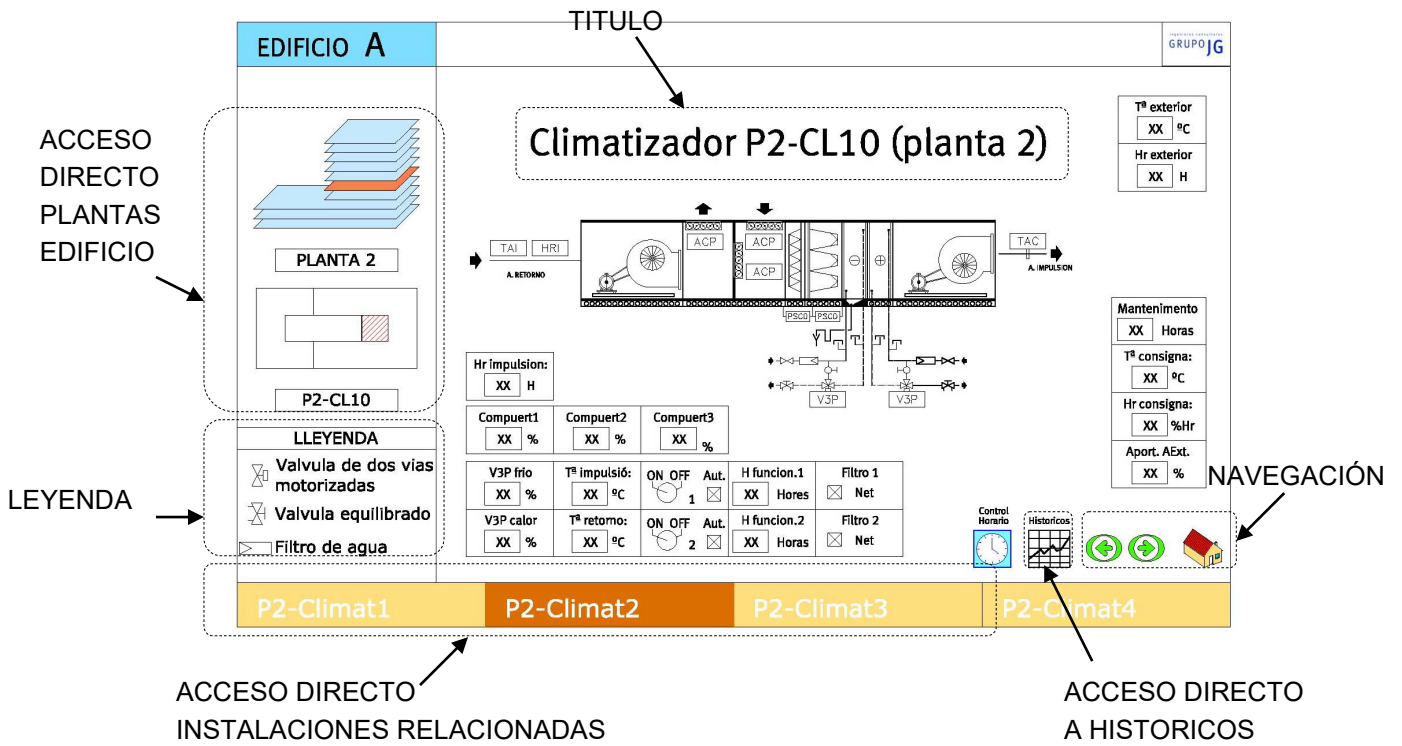 TITULO
EDIFICIO A
ingenieros consultores
GRUPO JG
ACCESO
DIRECTO
PLANTAS
EDIFICIO
Climatizador P2-CL10 (planta 2)
Tª exterior
XX ºC
Hr exterior
XX H
PLANTA 2
P2-CL10
TAI HRI
A. RETORNO
ACP ACP
ACP
TAC
A. IMPULSION
PSCO PSCO
V3P V3P
Mantenimiento
XX Horas
Tª consigna:
XX ºC
Hr consigna:
XX %Hr
Aport. AExt.
XX %
Hr impulsion:
XX H
Compuert1 Compuert2 Compuert3
XX % XX % XX %
V3P frio Tª impulsió: ON OFF Aut. H funcion.1 Filtro 1
XX % XX ºC 1 XX Hores Net
V3P calor Tª retorno: ON OFF Aut. H funcion.2 Filtro 2
XX % XX ºC 2 XX Horas Net
LEYENDA
LLEYENDA
Valvula de dos vias
motorizadas
Valvula equilibrado
Filtro de agua
NAVEGACIÓN
Control
Horario
Historicos
P2-Climat1 P2-Climat2 P2-Climat3 P2-Climat4
ACCESO DIRECTO
INSTALACIONES RELACIONADAS
ACCESO DIRECTO
A HISTORICOS